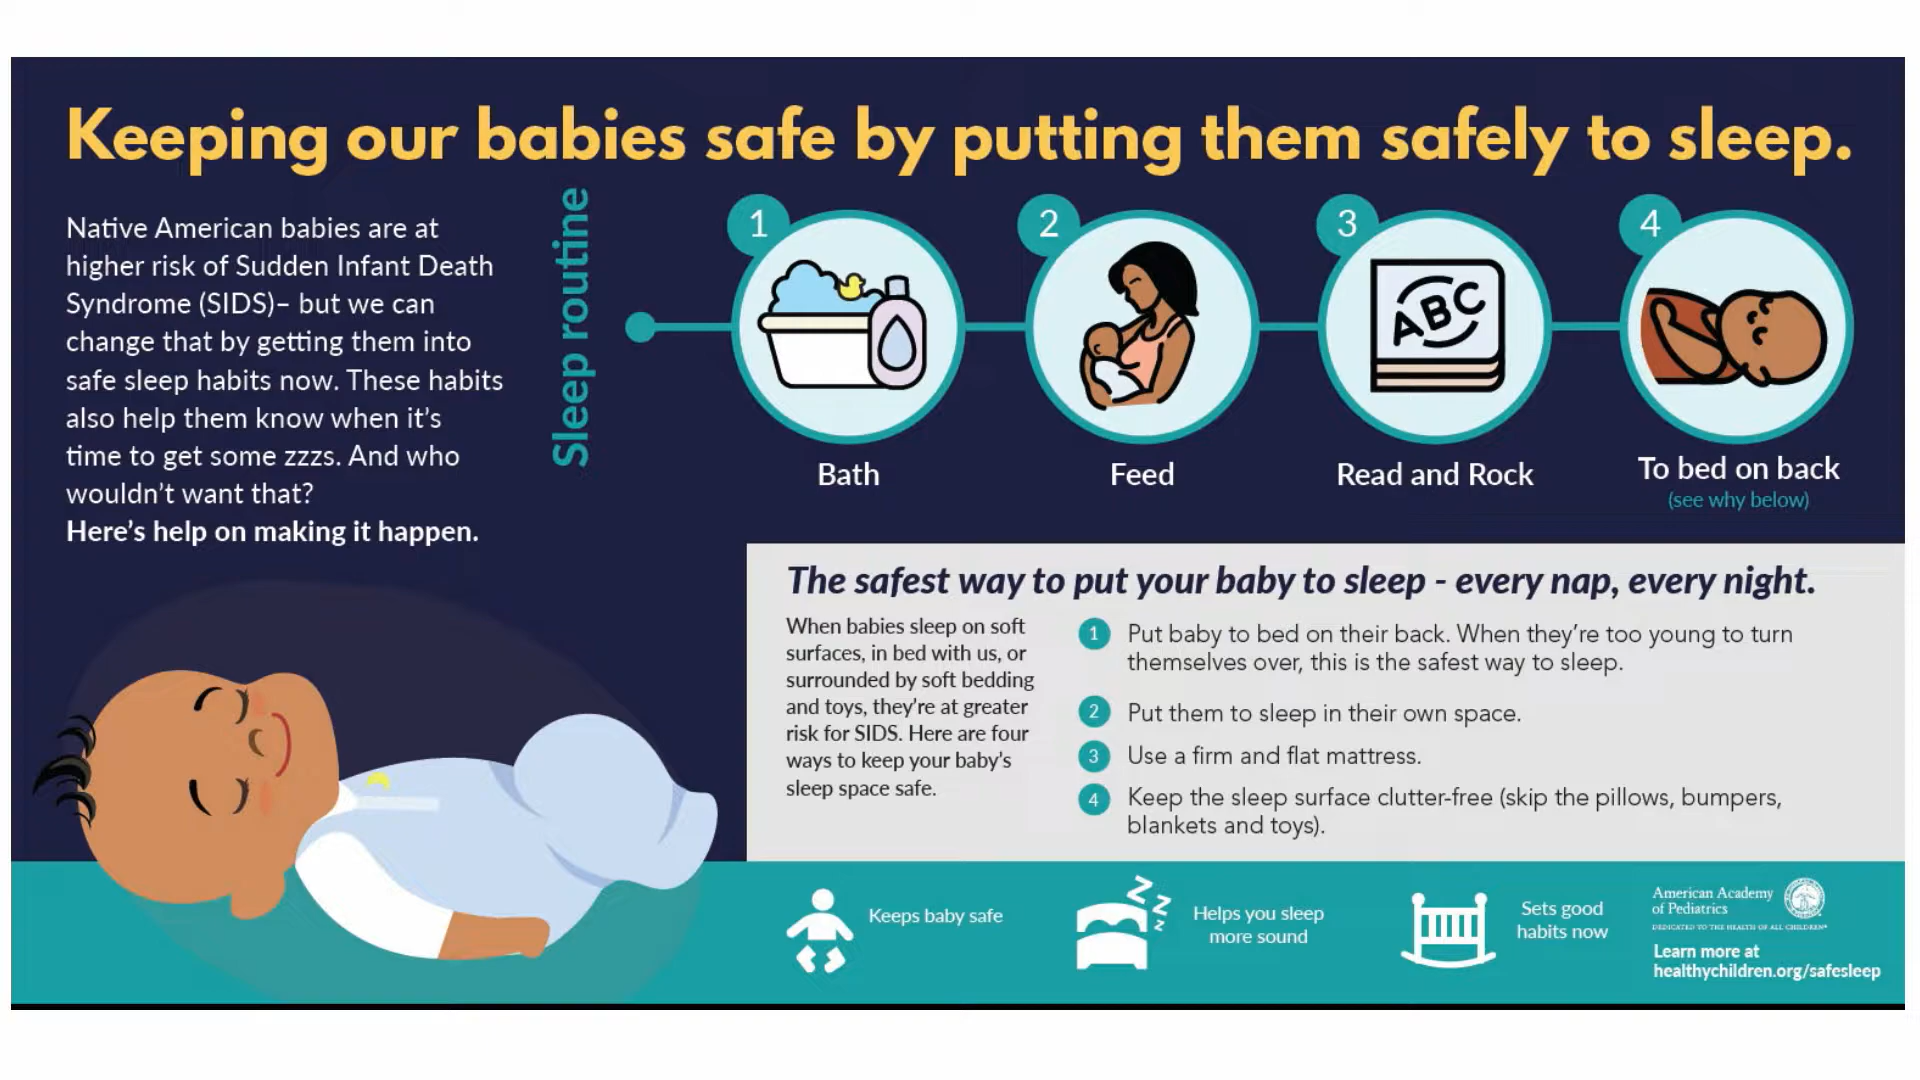 Keeping our babies safe by putting them safely to sleep.
Native American babies are at
higher risk of Sudden Infant Death
Syndrome (SIDS)– but we can
change that by getting them into
safe sleep habits now. These habits
also help them know when it's
time to get some zzzs. And who
wouldn't want that?
Here's help on making it happen.
Sleep routine
1
Bath
2
Feed
3
ABC
Read and Rock
4
To bed on back
(see why below)
The safest way to put your baby to sleep - every nap, every night.
When babies sleep on soft
surfaces, in bed with us, or
surrounded by soft bedding
and toys, they're at greater
risk for SIDS. Here are four
ways to keep your baby's
sleep space safe.
1 Put baby to bed on their back. When they're too young to turn
themselves over, this is the safest way to sleep.
2 Put them to sleep in their own space.
3 Use a firm and flat mattress.
4 Keep the sleep surface clutter-free (skip the pillows, bumpers,
blankets and toys).
Keeps baby safe
Z Z Z
Helps you sleep
more sound
Sets good
habits now
American Academy
of Pediatrics
DEDICATED TO THE HEALTH OF ALL CHILDREN®
Learn more at
healthychildren.org/safesleep